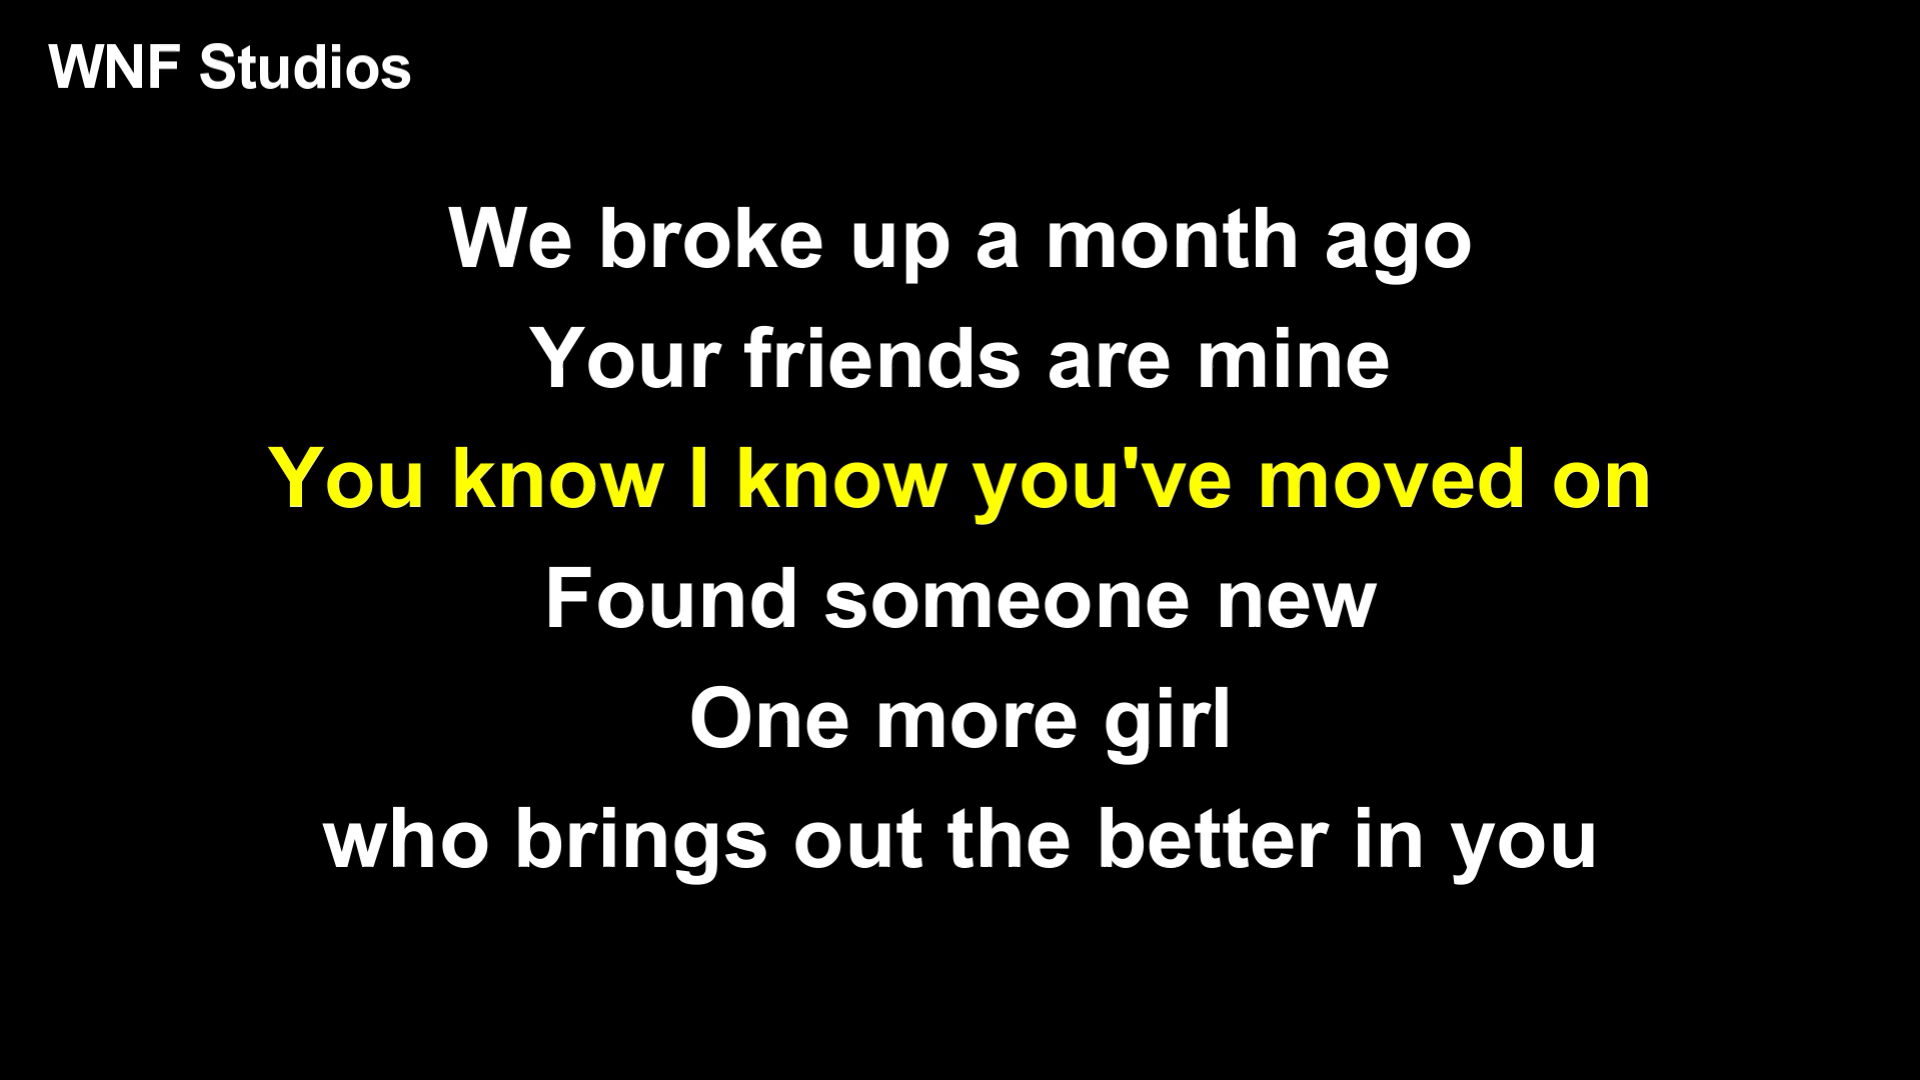 WNF Studios
We broke up a month ago
Your friends are mine
You know I know you've moved on
Found someone new
One more girl
who brings out the better in you